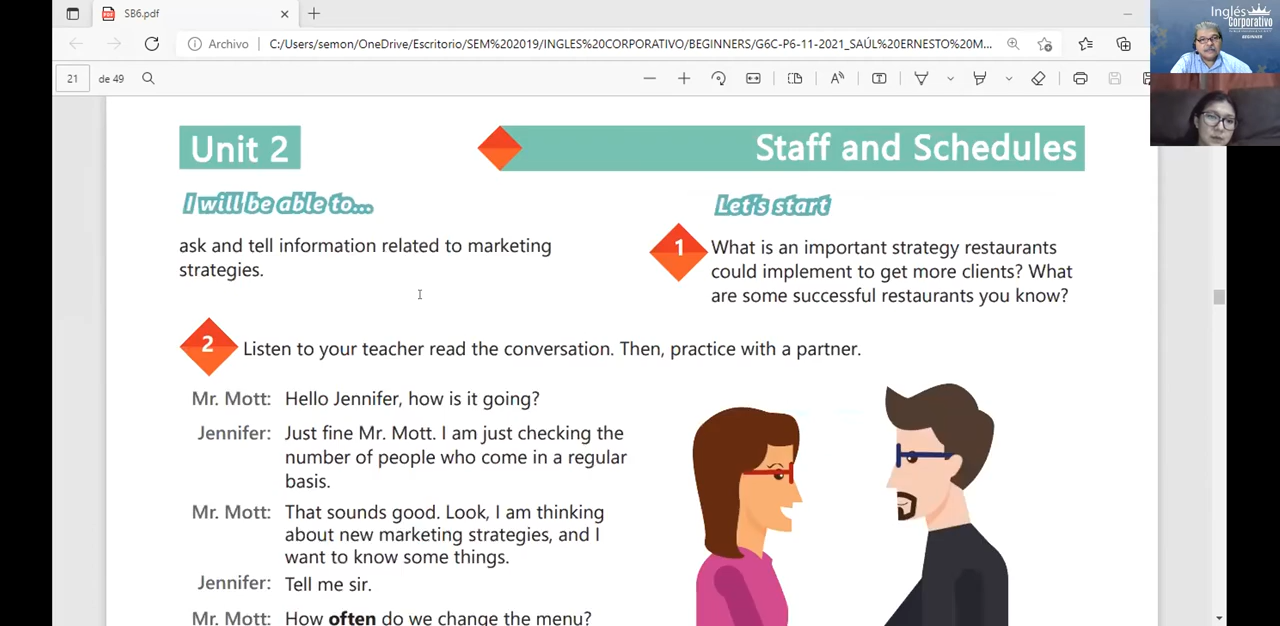 SB6.pdf
Archivo
C:/Users/semon/OneDrive/Escritorio/SEM%202019/INGLES%20CORPORATIVO/BEGINNERS/G6C-P6-11-2021_SAÚL%20ERNESTO%20M...
21 de 49
Inglés
Corporativo
BEGINNER
Unit 2
Staff and Schedules
I will be able to...
ask and tell information related to marketing
strategies.
Let's start
1
What is an important strategy restaurants
could implement to get more clients? What
are some successful restaurants you know?
2 Listen to your teacher read the conversation. Then, practice with a partner.
Mr. Mott: Hello Jennifer, how is it going?
Jennifer: Just fine Mr. Mott. I am just checking the
number of people who come in a regular
basis.
Mr. Mott: That sounds good. Look, I am thinking
about new marketing strategies, and I
want to know some things.
Jennifer: Tell me sir.
Mr. Mott: How often do we change the menu?